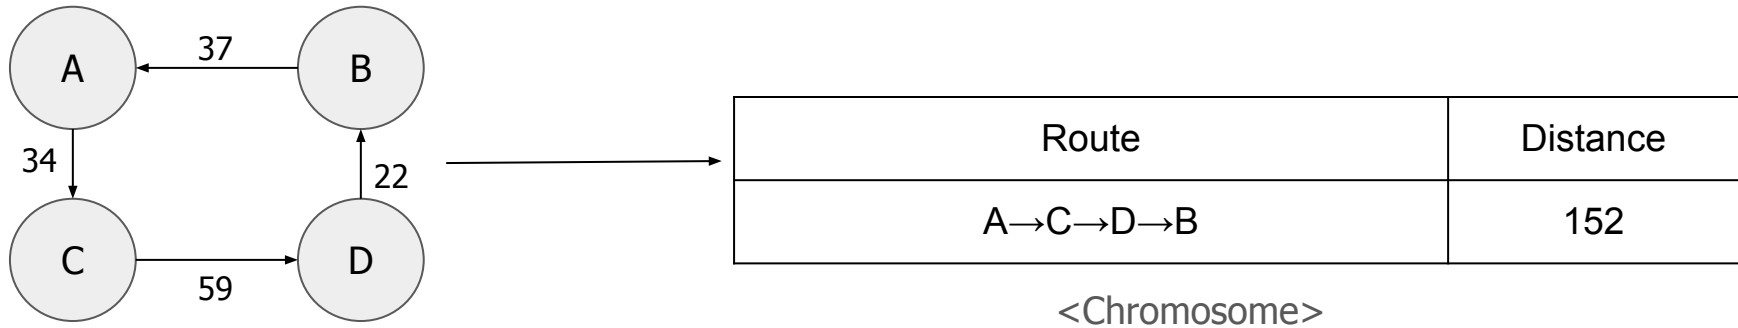 A
37
B
34
22
C
59
D
Route
Distance
A→C→D→B
152
<Chromosome>